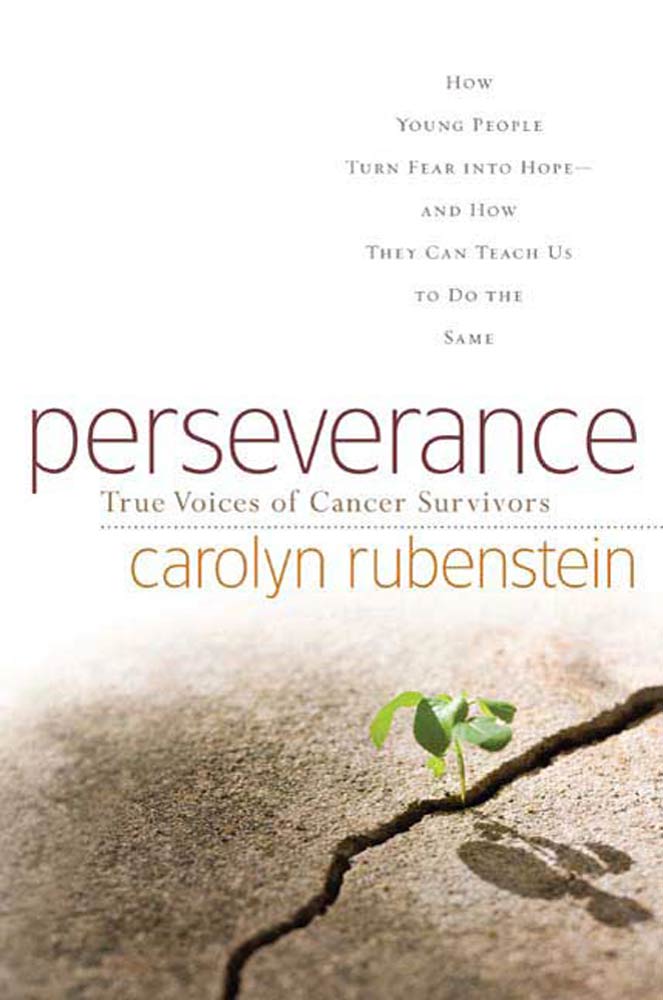 How
Young People
Turn Fear into Hope—
and How
They Can Teach Us
to Do the
Same
perseverance
True Voices of Cancer Survivors
carolyn rubenstein